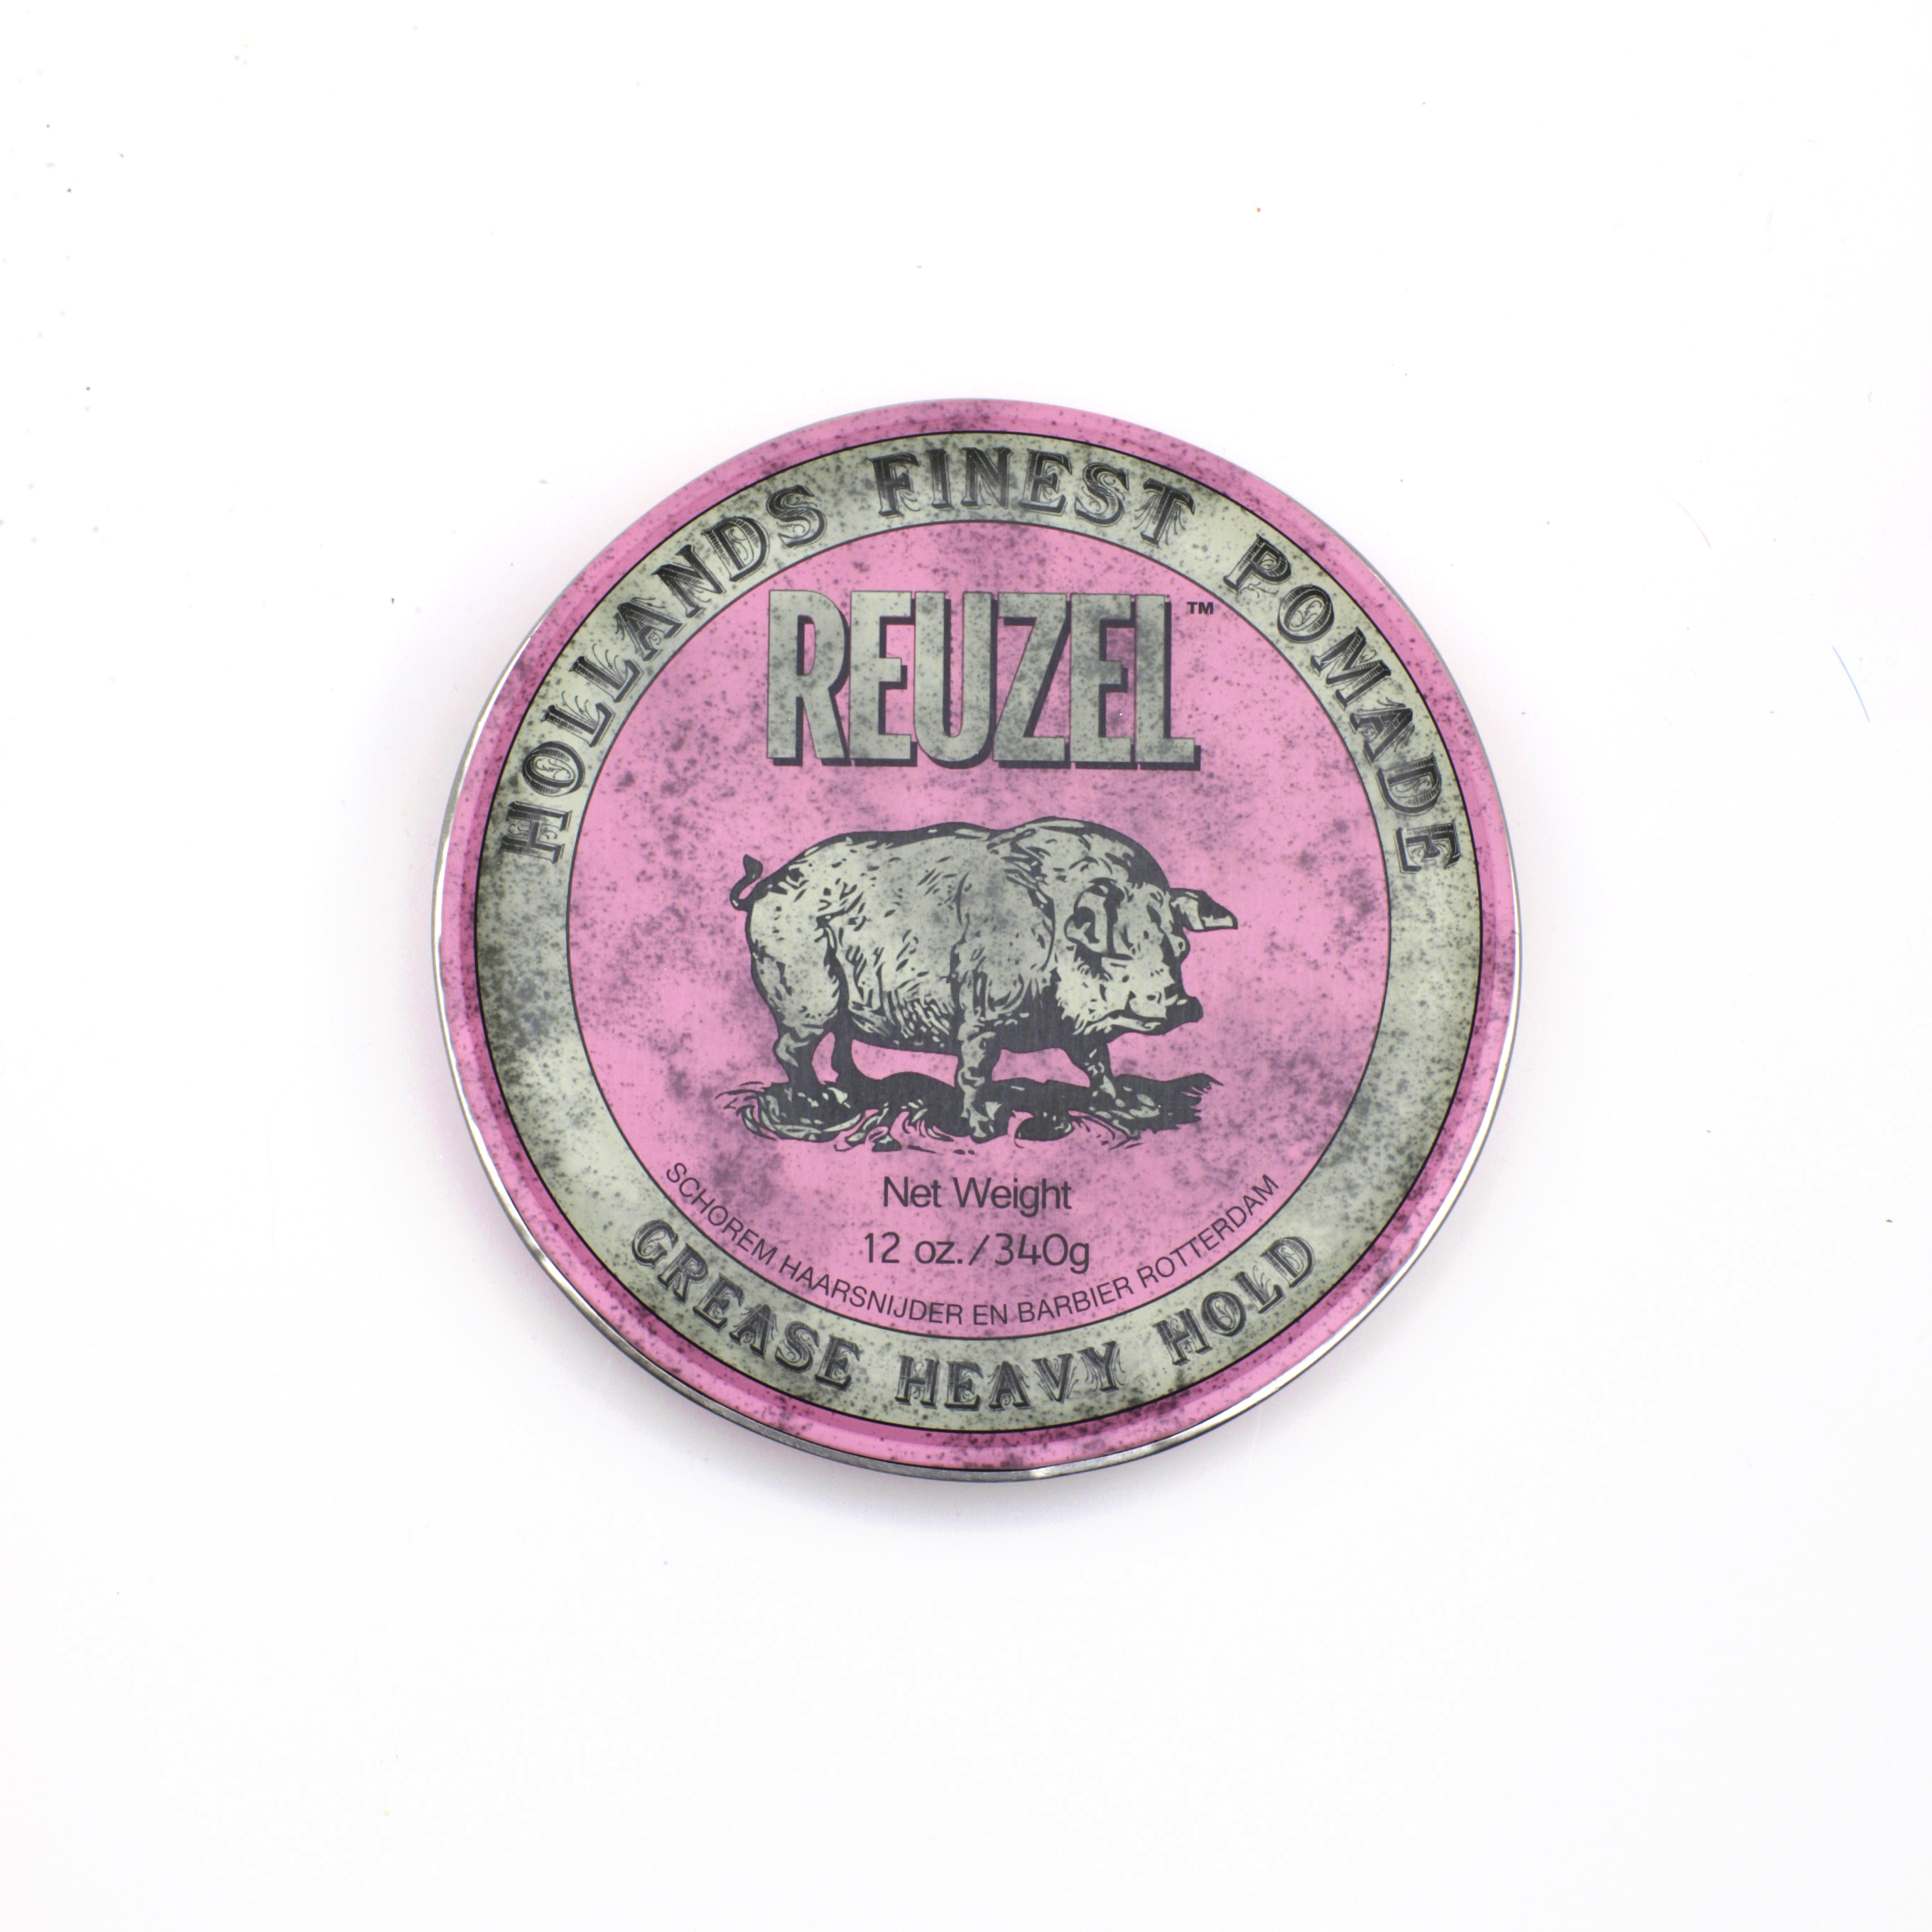 HOLLANDS FINEST POMADE
REUZEL™
Net Weight
12 oz./340g
SCHOREM HAARSNIJDER EN BARBIER ROTTERDAM
GREASE HEAVY HOLD